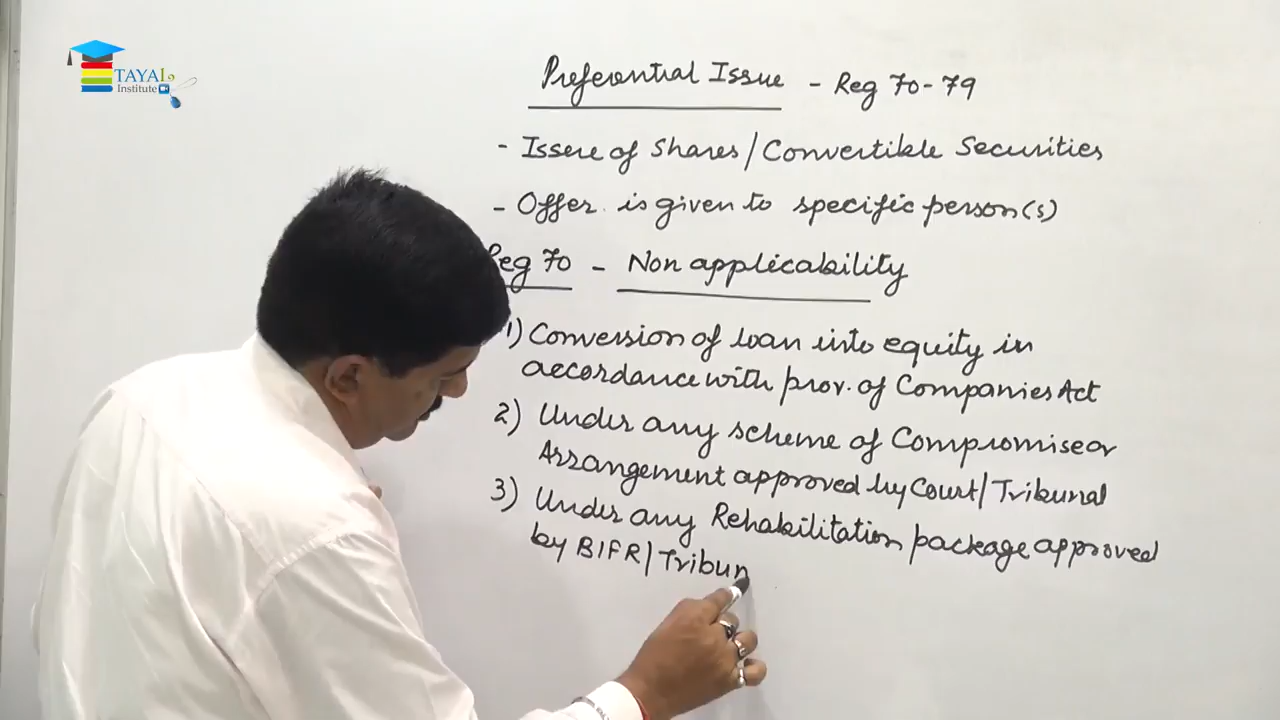 TAYAL
Institute
Preferential Issue - Reg 70-79
- Issue of Shares/Convertible Securities
- Offer is given to specific person(s)
Reg 70 - Non applicability
1) Conversion of loan into equity in
accordance with prov. of Companies Act
2) Under any scheme of Compromise or
Arrangement approved by Court/Tribunal
3) Under any Rehabilitation package approved
by BIFR/Tribun